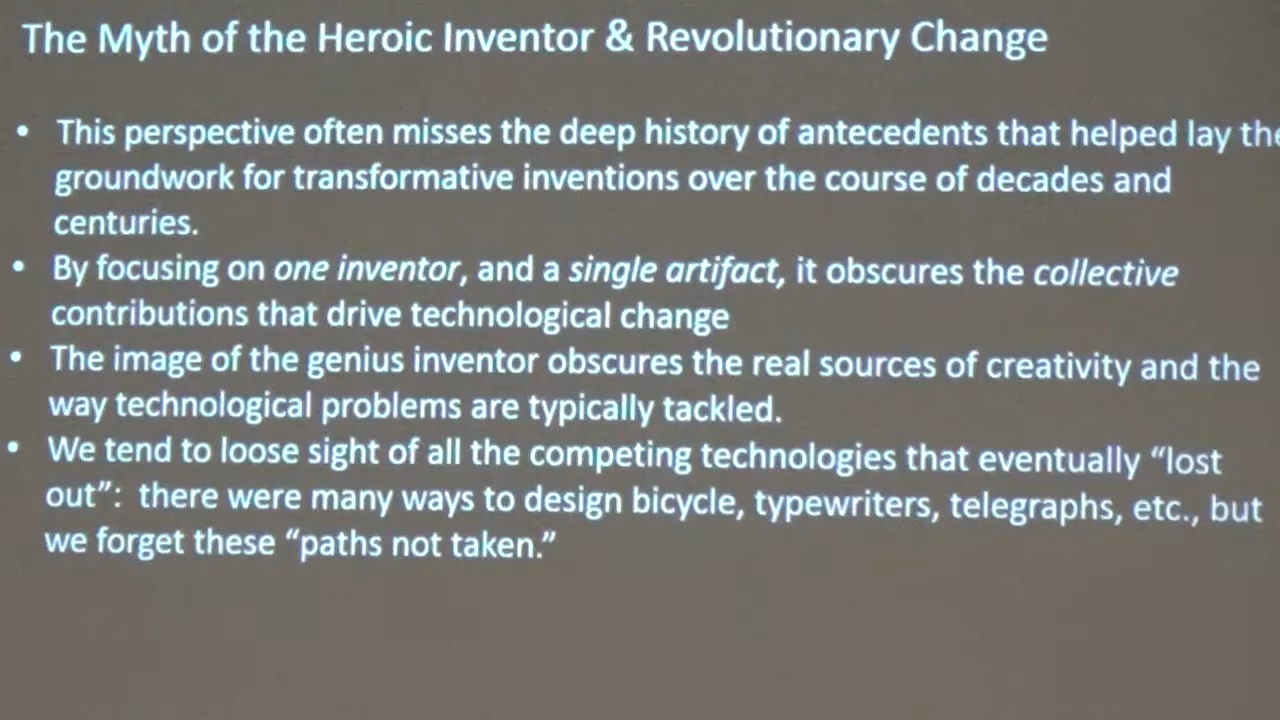 The Myth of the Heroic Inventor & Revolutionary Change
• This perspective often misses the deep history of antecedents that helped lay the
groundwork for transformative inventions over the course of decades and
centuries.
• By focusing on one inventor, and a single artifact, it obscures the collective
contributions that drive technological change
• The image of the genius inventor obscures the real sources of creativity and the
way technological problems are typically tackled.
• We tend to loose sight of all the competing technologies that eventually “lost
out”: there were many ways to design bicycle, typewriters, telegraphs, etc., but
we forget these “paths not taken.”